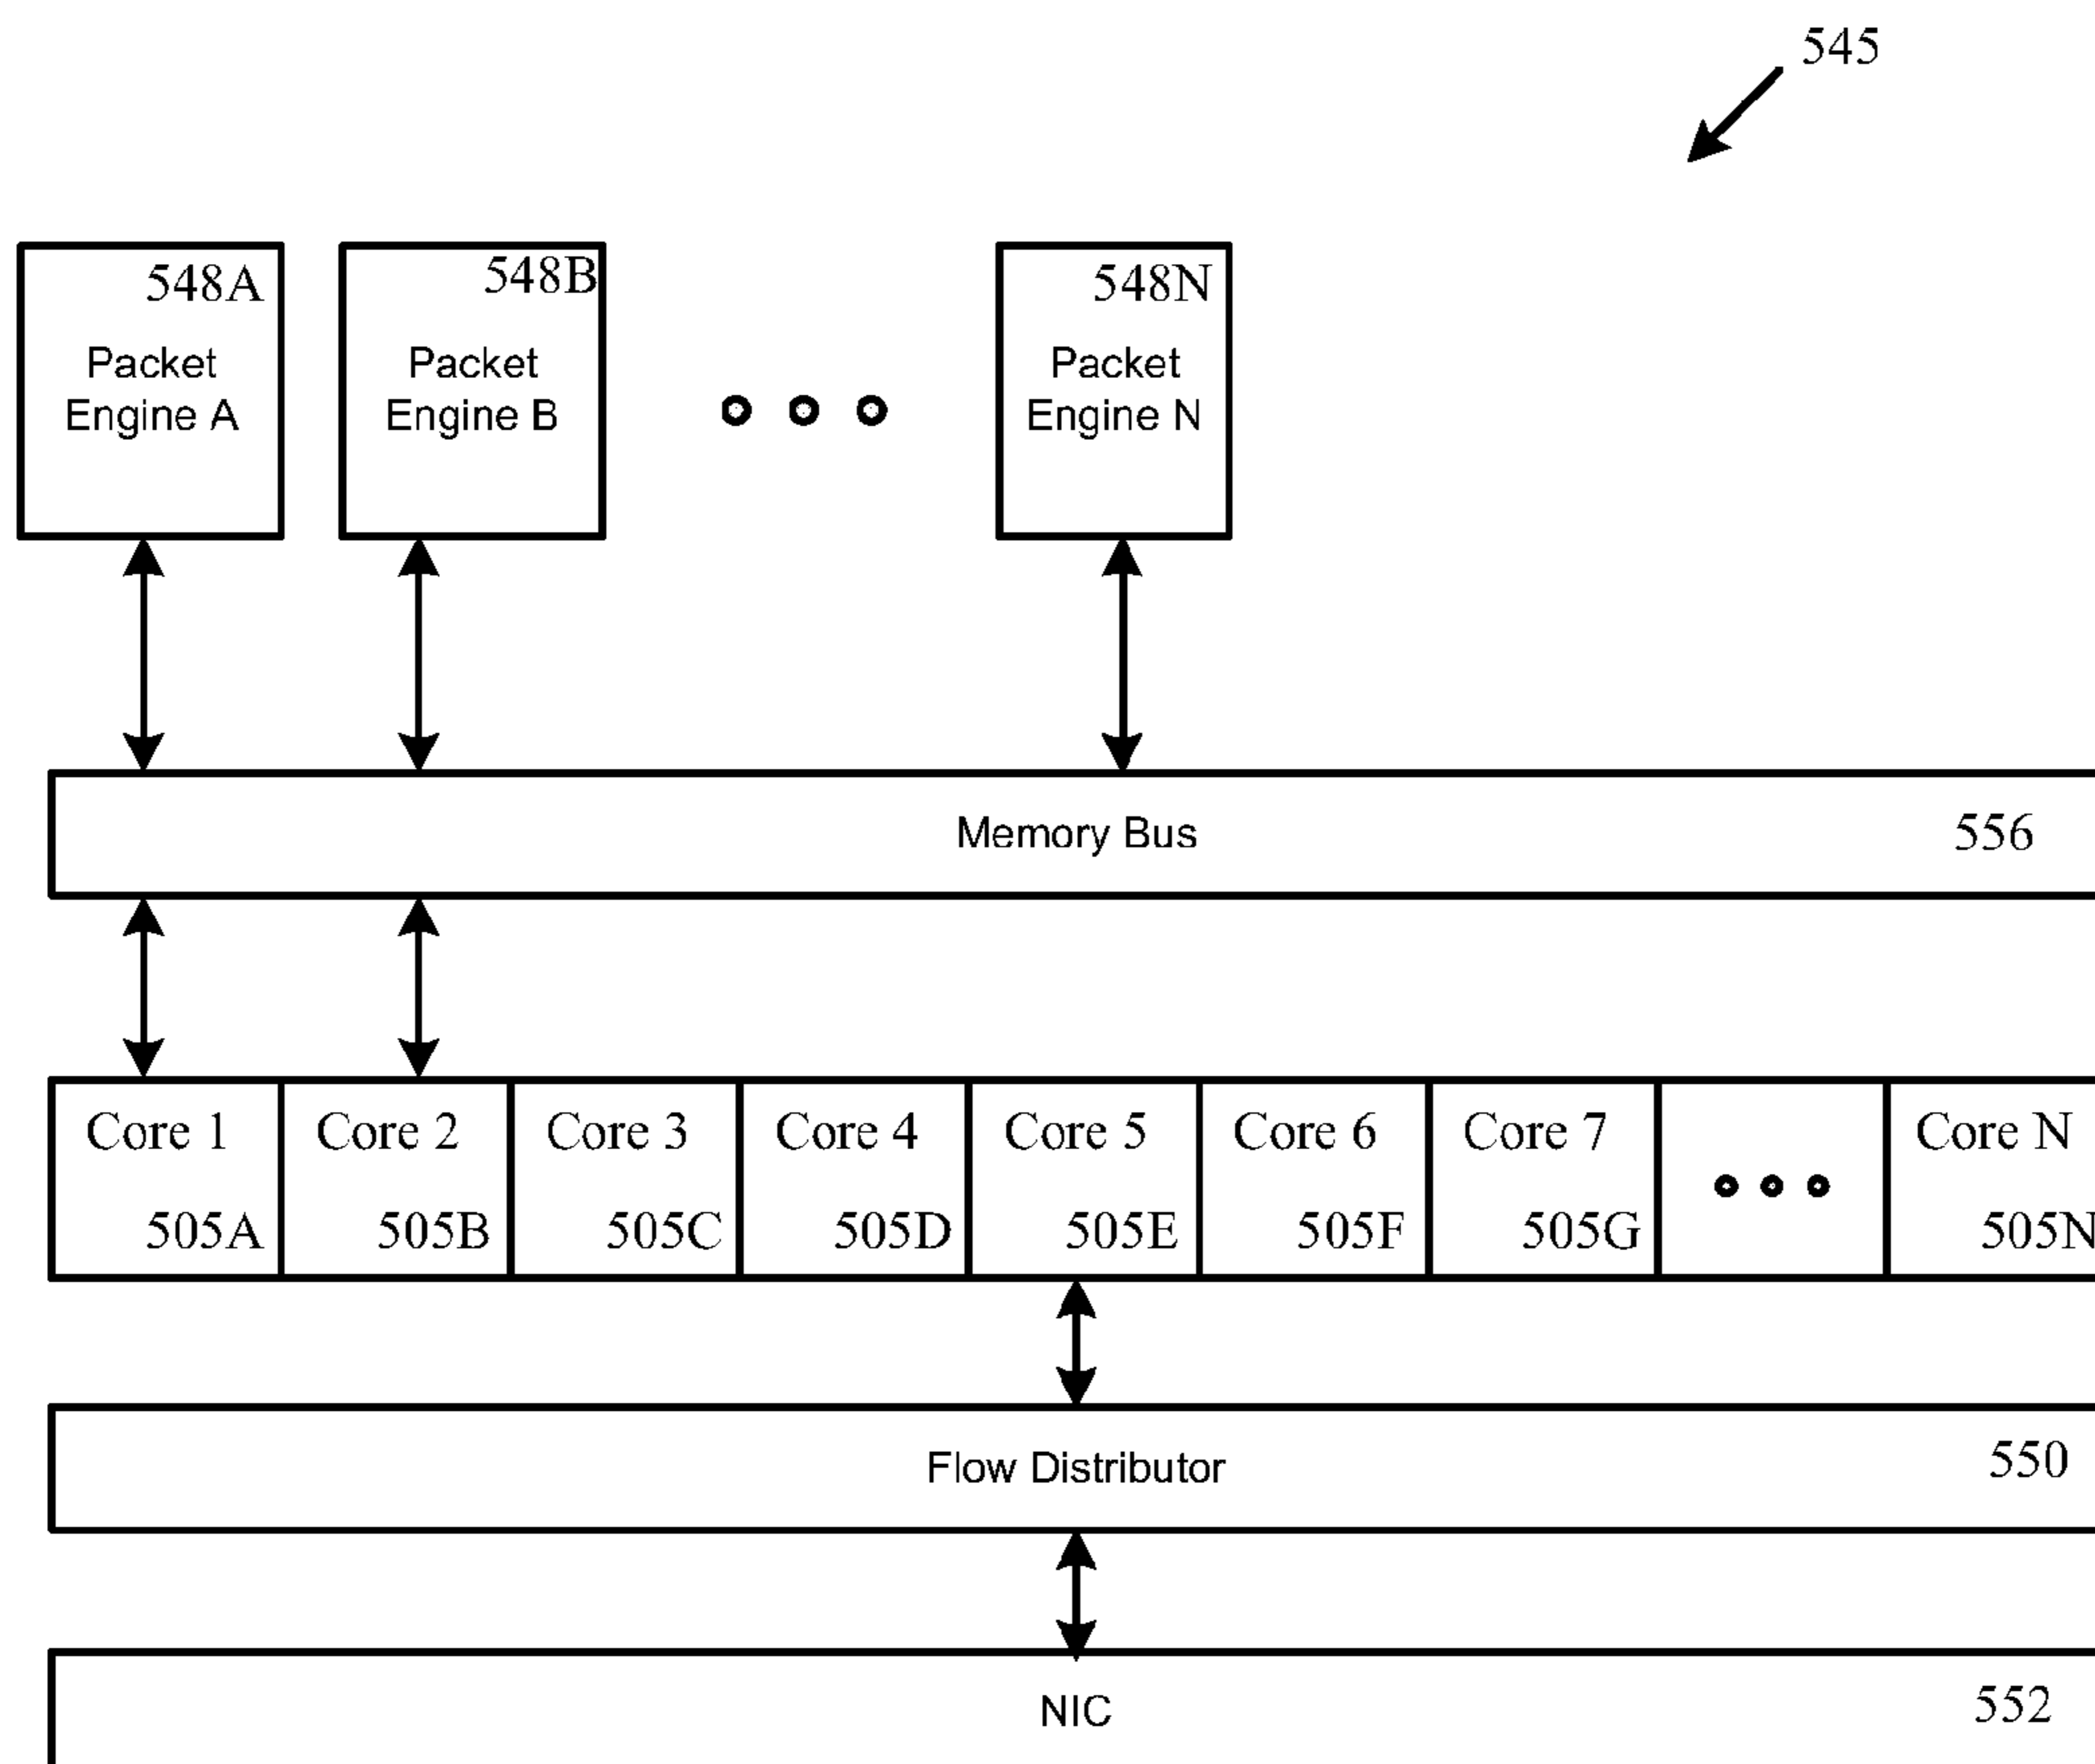 545
548A
Packet
Engine A
548B
Packet
Engine B
548N
Packet
Engine N
Memory Bus 556
Core 1 Core 2 Core 3 Core 4 Core 5 Core 6 Core 7 Core N
505A 505B 505C 505D 505E 505F 505G 505N
Flow Distributor 550
NIC 552